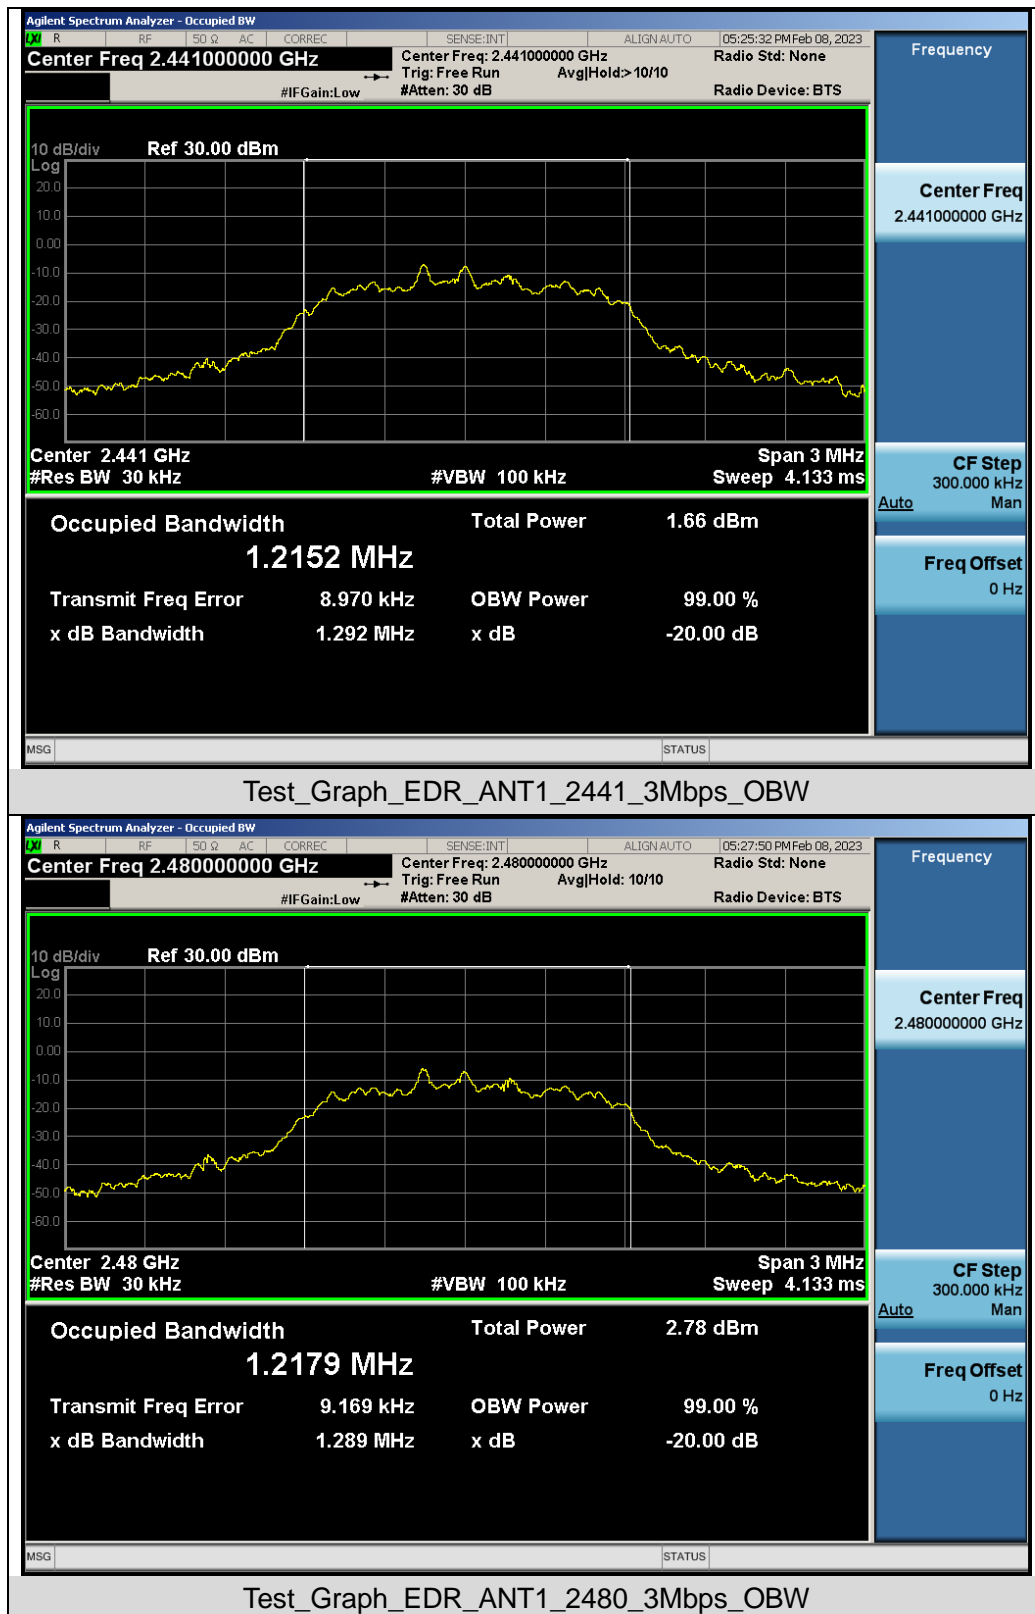 Agilent Spectrum Analyzer - Occupied BW
LXI R RF 50 Ω AC CORREC SENSE:INT ALIGN AUTO 05:25:32 PM Feb 08, 2023
Center Freq 2.441000000 GHz
Center Freq: 2.441000000 GHz
Radio Std: None
Trig: Free Run Avg|Hold:> 10/10
#IFGain:Low
#Atten: 30 dB
Radio Device: BTS
Frequency
10 dB/div Ref 30.00 dBm
Log
20.0
10.0
0.00
-10.0
-20.0
-30.0
-40.0
-50.0
-60.0
Center 2.441 GHz Span 3 MHz
#Res BW 30 kHz #VBW 100 kHz Sweep 4.133 ms
Center Freq
2.441000000 GHz
CF Step
300.000 kHz
Auto Man
Freq Offset
0 Hz
Occupied Bandwidth Total Power 1.66 dBm
1.2152 MHz
Transmit Freq Error 8.970 kHz OBW Power 99.00 %
x dB Bandwidth 1.292 MHz x dB -20.00 dB
MSG STATUS
Test_Graph_EDR_ANT1_2441_3Mbps_OBW
Agilent Spectrum Analyzer - Occupied BW
LXI R RF 50 Ω AC CORREC SENSE:INT ALIGN AUTO 05:27:50 PM Feb 08, 2023
Center Freq 2.480000000 GHz
Center Freq: 2.480000000 GHz
Radio Std: None
Trig: Free Run Avg|Hold: 10/10
#IFGain:Low
#Atten: 30 dB
Radio Device: BTS
Frequency
10 dB/div Ref 30.00 dBm
Log
20.0
10.0
0.00
-10.0
-20.0
-30.0
-40.0
-50.0
-60.0
Center 2.48 GHz Span 3 MHz
#Res BW 30 kHz #VBW 100 kHz Sweep 4.133 ms
Center Freq
2.480000000 GHz
CF Step
300.000 kHz
Auto Man
Freq Offset
0 Hz
Occupied Bandwidth Total Power 2.78 dBm
1.2179 MHz
Transmit Freq Error 9.169 kHz OBW Power 99.00 %
x dB Bandwidth 1.289 MHz x dB -20.00 dB
MSG STATUS
Test_Graph_EDR_ANT1_2480_3Mbps_OBW